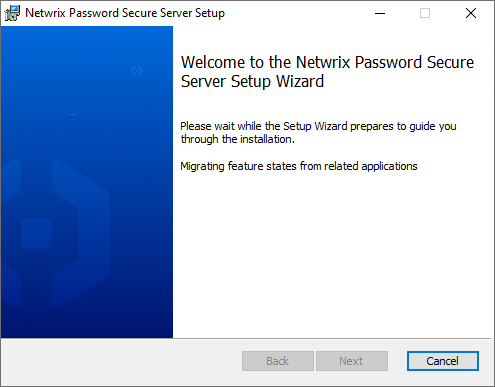 Netwrix Password Secure Server Setup
Welcome to the Netwrix Password Secure
Server Setup Wizard
Please wait while the Setup Wizard prepares to guide you
through the installation.
Migrating feature states from related applications
Back
Next
Cancel